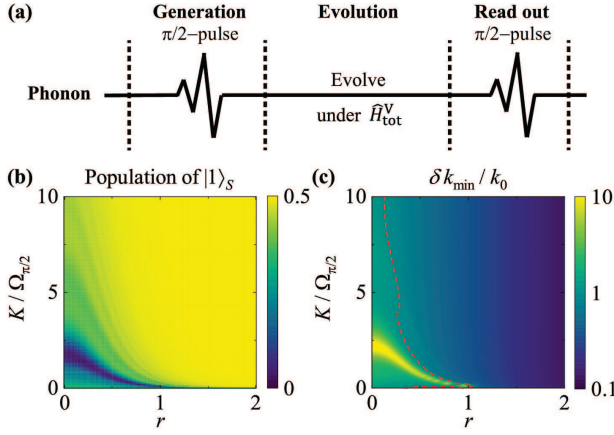 (a)
Generation Evolution Read out
π/2−pulse π/2−pulse
Phonon Evolve
under Ĥ^V_tot
(b) Population of |1⟩_S (c) δk_min / k_0
10 0.5 10 10
K / Ω_π/2 5 K / Ω_π/2 5 1
0 0 0 0.1
0 1 2 0 1 2
r r